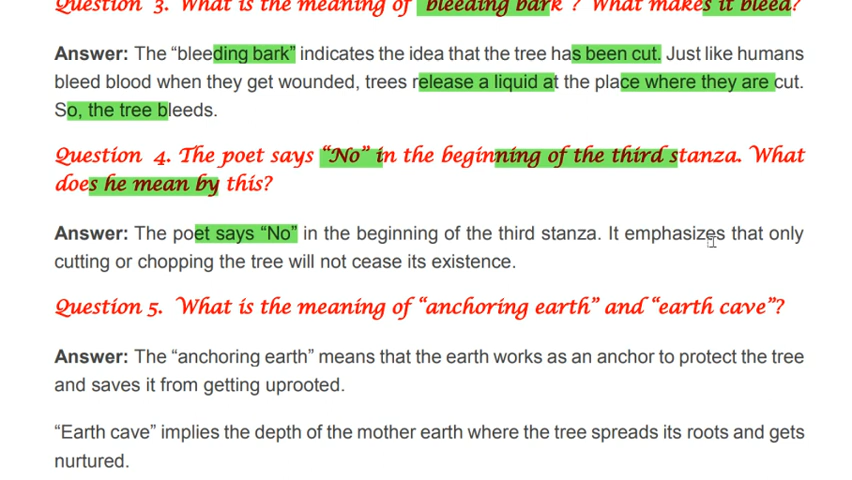 Question 3. What is the meaning of "bleeding bark"? What makes it bleed?
Answer: The “bleeding bark” indicates the idea that the tree has been cut. Just like humans
bleed blood when they get wounded, trees release a liquid at the place where they are cut.
So, the tree bleeds.
Question 4. The poet says “No” in the beginning of the third stanza. What
does he mean by this?
Answer: The poet says “No” in the beginning of the third stanza. It emphasizes that only
cutting or chopping the tree will not cease its existence.
Question 5. What is the meaning of “anchoring earth” and “earth cave”?
Answer: The “anchoring earth” means that the earth works as an anchor to protect the tree
and saves it from getting uprooted.
“Earth cave” implies the depth of the mother earth where the tree spreads its roots and gets
nurtured.